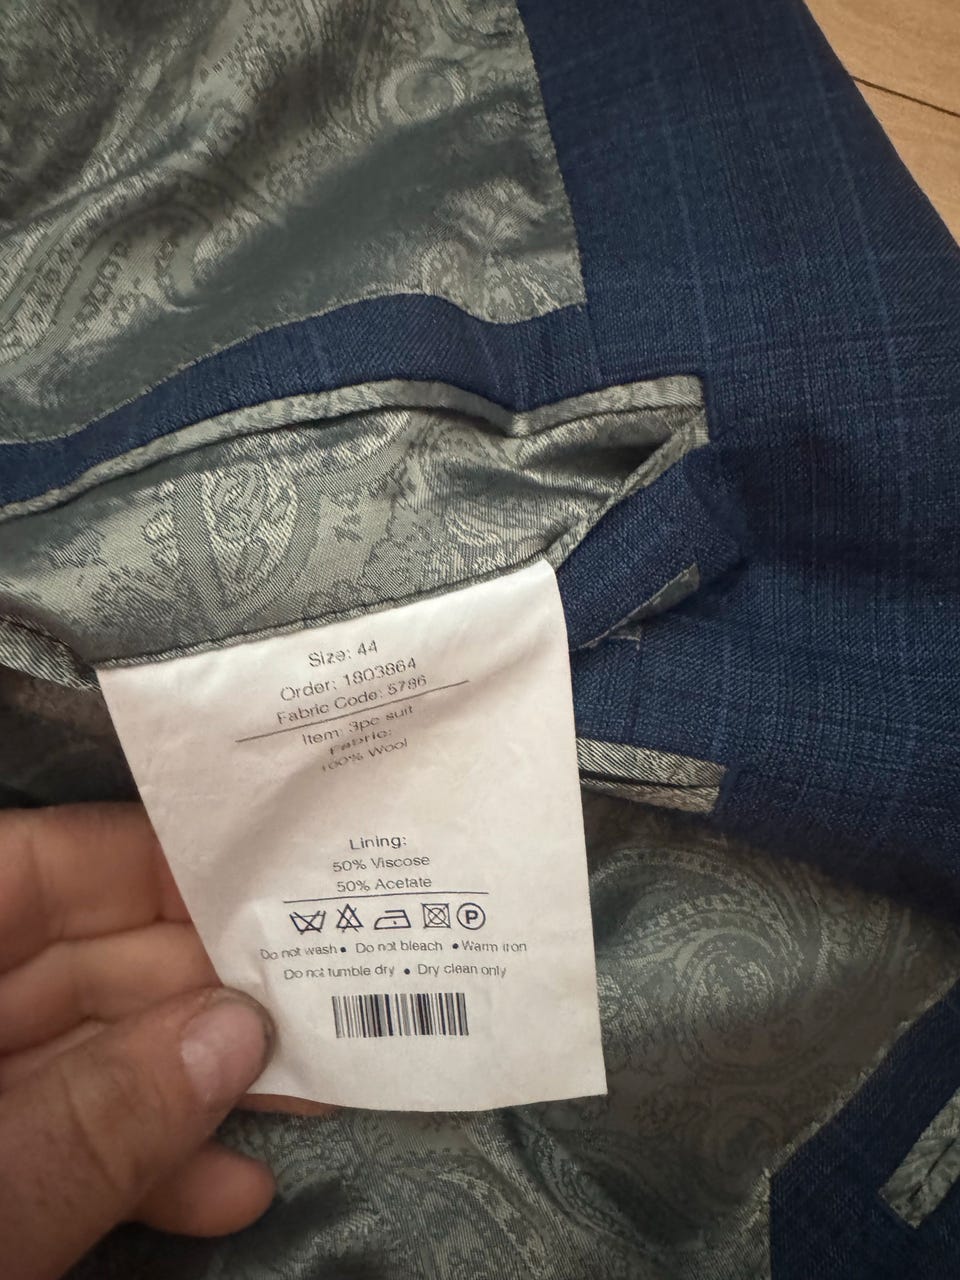 Size: 44
Order: 1803864
Fabric Code: 5786
Item: 3pc suit
Fabric:
100% Wool
Lining:
50% Viscose
50% Acetate
P
Do not wash • Do not bleach • Warm iron
Do not tumble dry • Dry clean only